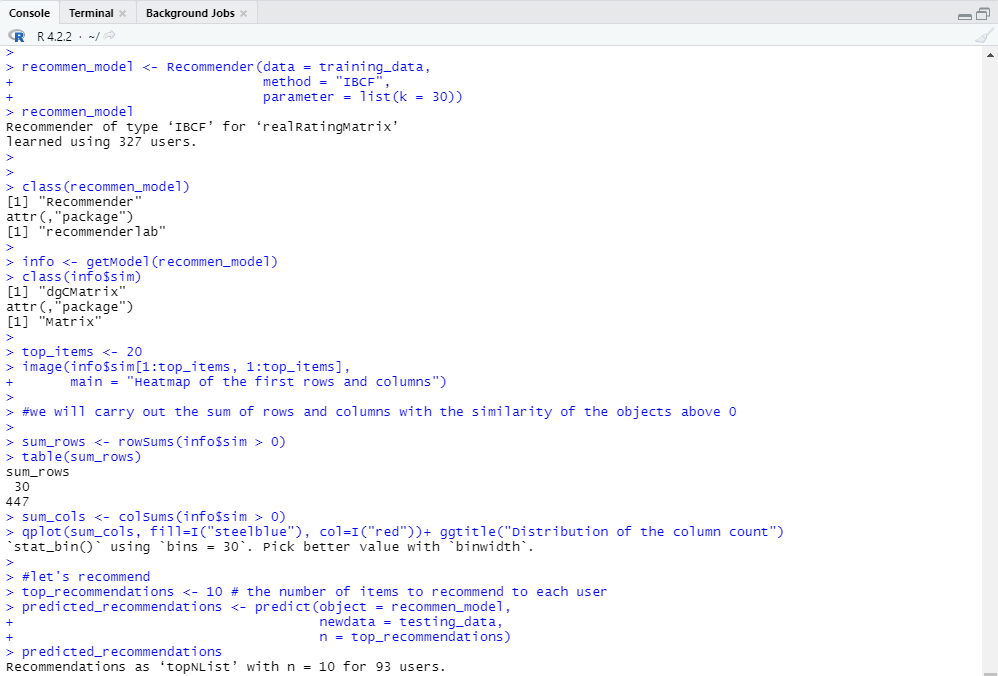 Console Terminal Background Jobs
R 4.2.2 · ~/
>
> recommen_model <- Recommender(data = training_data,
+                               method = "IBCF",
+                               parameter = list(k = 30))
> recommen_model
Recommender of type ‘IBCF’ for ‘realRatingMatrix’
learned using 327 users.
>
>
> class(recommen_model)
[1] "Recommender"
attr(,"package")
[1] "recommenderlab"
>
> info <- getModel(recommen_model)
> class(info$sim)
[1] "dgCMatrix"
attr(,"package")
[1] "Matrix"
>
> top_items <- 20
> image(info$sim[1:top_items, 1:top_items],
+       main = "Heatmap of the first rows and columns")
>
> #we will carry out the sum of rows and columns with the similarity of the objects above 0
>
> sum_rows <- rowSums(info$sim > 0)
> table(sum_rows)
sum_rows
 30
447
> sum_cols <- colSums(info$sim > 0)
> qplot(sum_cols, fill=I("steelblue"), col=I("red"))+ ggtitle("Distribution of the column count")
`stat_bin()` using `bins = 30`. Pick better value with `binwidth`.
>
> #let's recommend
> top_recommendations <- 10 # the number of items to recommend to each user
> predicted_recommendations <- predict(object = recommen_model,
+                                      newdata = testing_data,
+                                      n = top_recommendations)
> predicted_recommendations
Recommendations as ‘topNList’ with n = 10 for 93 users.